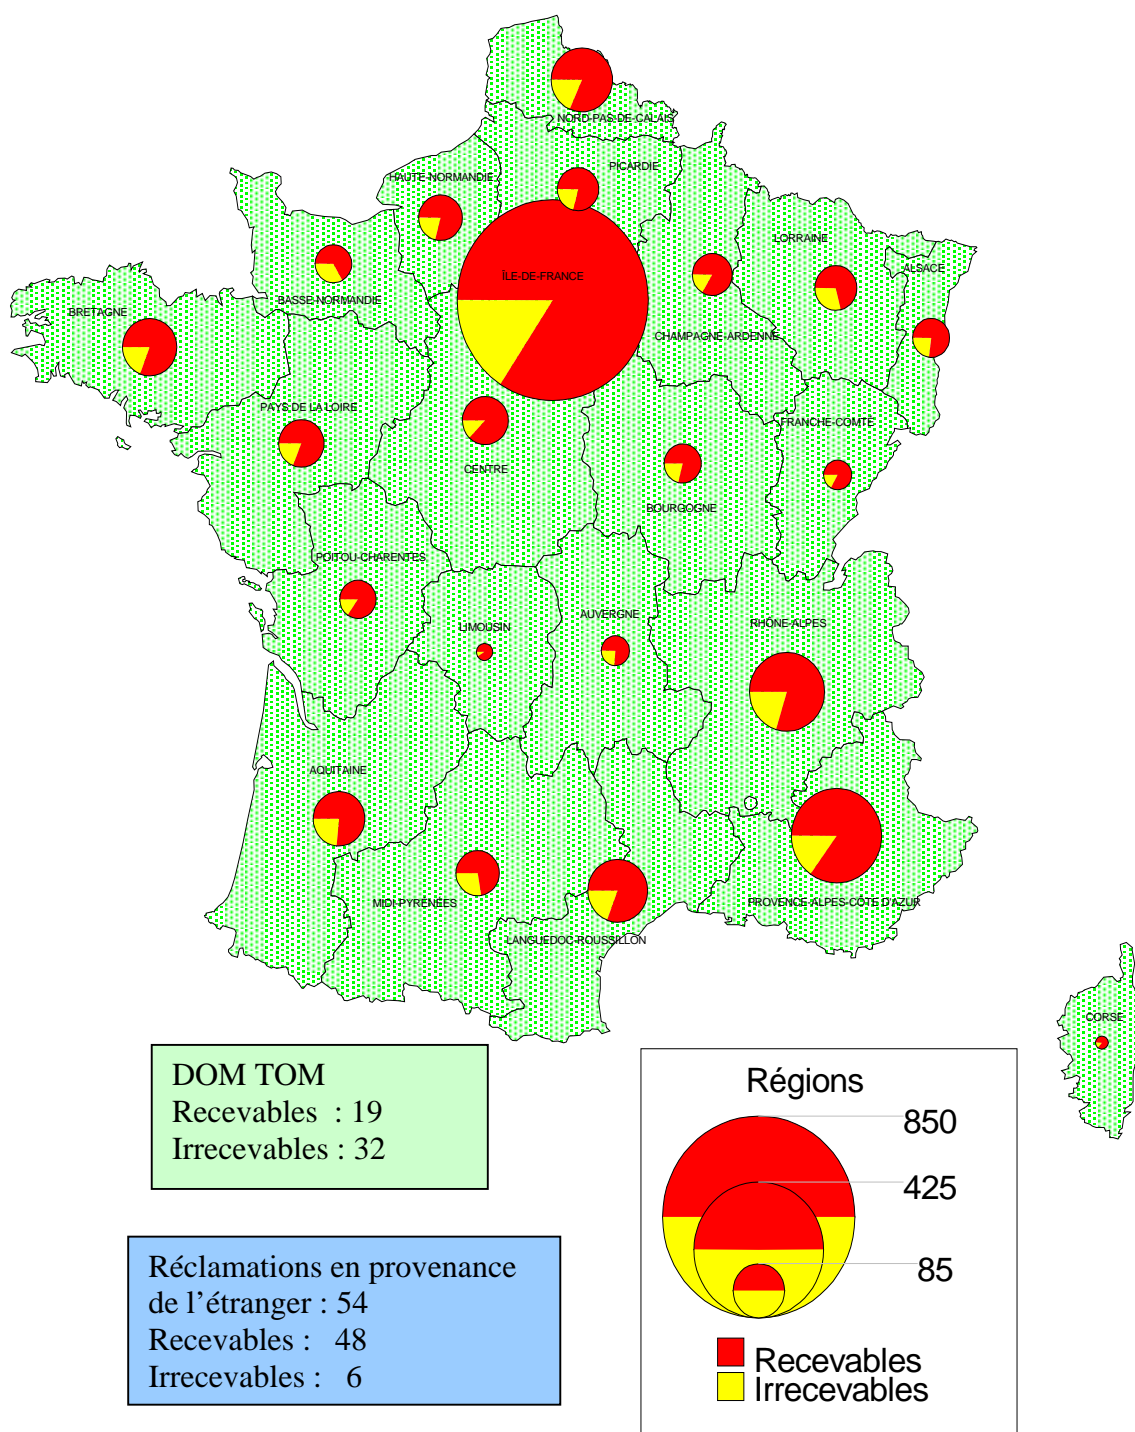 NORD-PAS-DE-CALAIS
PICARDIE
HAUTE-NORMANDIE
LORRAINE
ALSACE
ÎLE-DE-FRANCE
BASSE-NORMANDIE
BRETAGNE
CHAMPAGNE-ARDENNE
PAYS DE LA LOIRE
FRANCHE-COMTE
CENTRE
BOURGOGNE
POITOU-CHARENTES
LIMOUSIN
AUVERGNE
RHÔNE-ALPES
AQUITAINE
MIDI-PYRÉNÉES
PROVENCE-ALPES-CÔTE D'AZUR
LANGUEDOC-ROUSSILLON
CORSE
DOM TOM
Recevables : 19
Irrecevables : 32
Réclamations en provenance
de l’étranger : 54
Recevables : 48
Irrecevables : 6
Régions
850
425
85
Recevables
Irrecevables